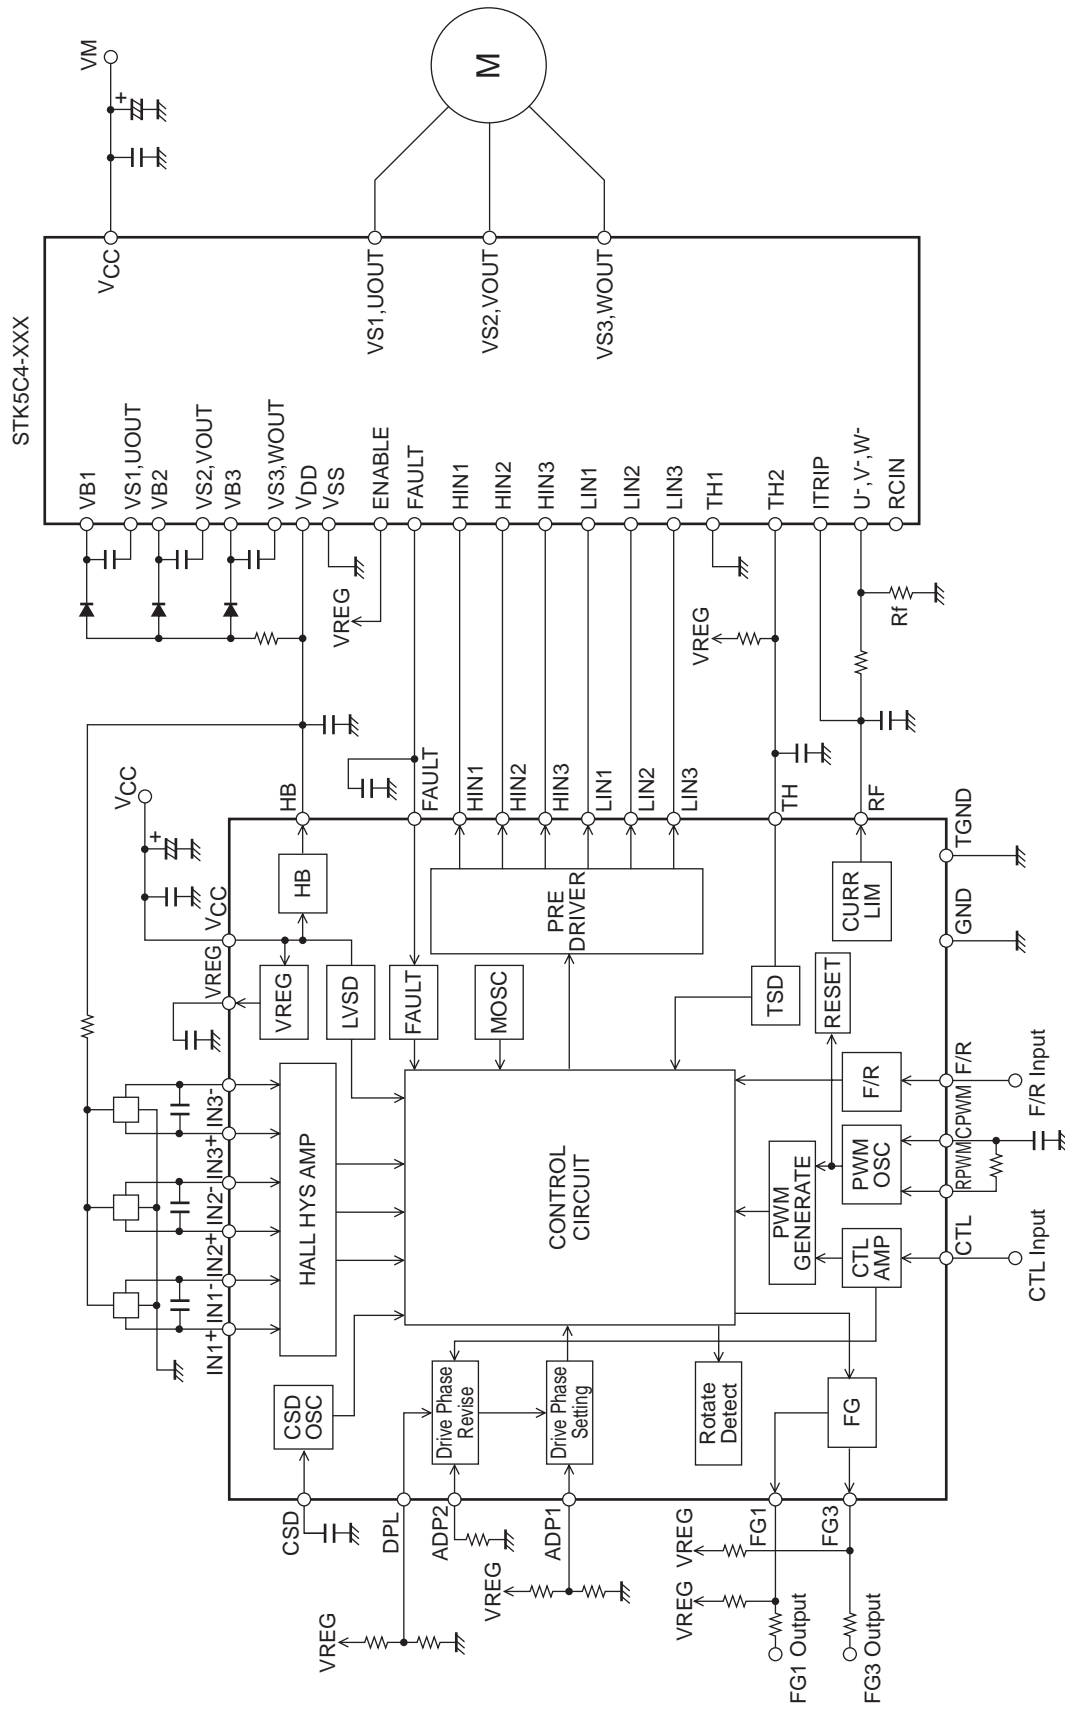 STK5C4-XXX
VM
+
VCC
M
VS1,UOUT
VS2,VOUT
VS3,WOUT
VB1
VS1,UOUT
VB2
VS2,VOUT
VB3
VS3,WOUT
VDD
VSS
ENABLE
FAULT
HIN1
HIN2
HIN3
LIN1
LIN2
LIN3
TH1
TH2
ITRIP
U-,V-,W-
RCIN
VREG
VREG
Rf
VCC
+
HB
FAULT
HIN1
HIN2
HIN3
LIN1
LIN2
LIN3
TH
RF
TGND
GND
VCC
VREG
HB
VREG
LVSD
FAULT
MOSC
PRE
DRIVER
TSD
CURR
LIM
RESET
IN1+
IN1-
IN2+
IN2-
IN3+
IN3-
HALL HYS AMP
CONTROL
CIRCUIT
F/R
PWM
OSC
PWM
GENERATE
CTL
AMP
F/R
CPWM
RPWM
CTL
F/R Input
CTL Input
CSD
OSC
Drive Phase
Revise
Drive Phase
Setting
Rotate
Detect
FG
CSD
DPL
ADP2
ADP1
FG1
FG3
VREG
VREG
VREG
VREG
FG1 Output
FG3 Output